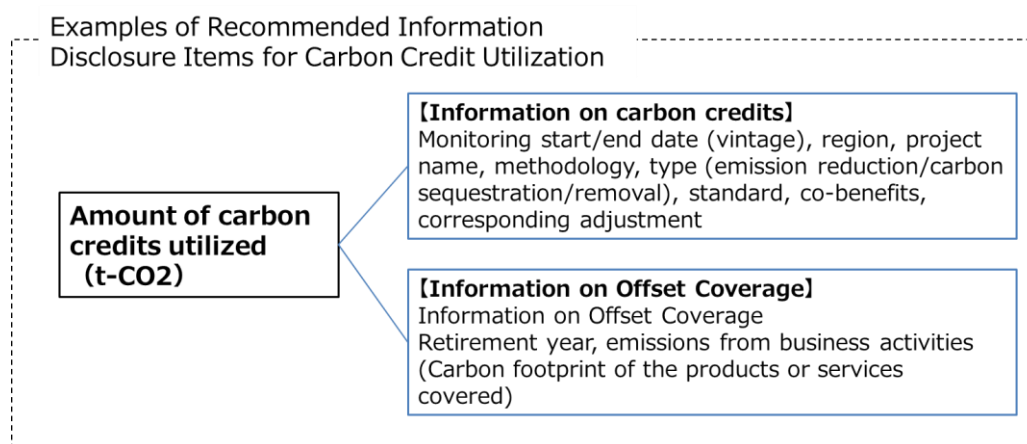 Examples of Recommended Information
Disclosure Items for Carbon Credit Utilization
Amount of carbon
credits utilized
（t-CO2）
【Information on carbon credits】
Monitoring start/end date (vintage), region, project
name, methodology, type (emission reduction/carbon
sequestration/removal), standard, co-benefits,
corresponding adjustment
【Information on Offset Coverage】
Information on Offset Coverage
Retirement year, emissions from business activities
(Carbon footprint of the products or services
covered)